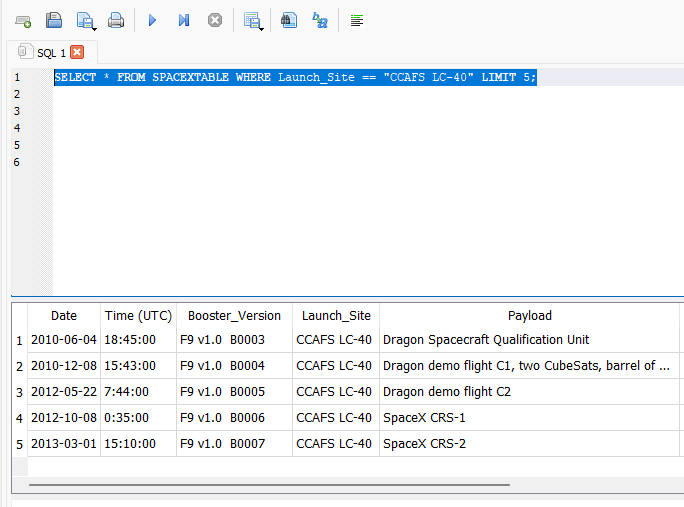 SQL 1
1 SELECT * FROM SPACEXTABLE WHERE Launch_Site == "CCAFS LC-40" LIMIT 5;
2
3
4
5
6
Date Time (UTC) Booster_Version Launch_Site Payload
1 2010-06-04 18:45:00 F9 v1.0  B0003 CCAFS LC-40 Dragon Spacecraft Qualification Unit
2 2010-12-08 15:43:00 F9 v1.0  B0004 CCAFS LC-40 Dragon demo flight C1, two CubeSats, barrel of ...
3 2012-05-22 7:44:00 F9 v1.0  B0005 CCAFS LC-40 Dragon demo flight C2
4 2012-10-08 0:35:00 F9 v1.0  B0006 CCAFS LC-40 SpaceX CRS-1
5 2013-03-01 15:10:00 F9 v1.0  B0007 CCAFS LC-40 SpaceX CRS-2